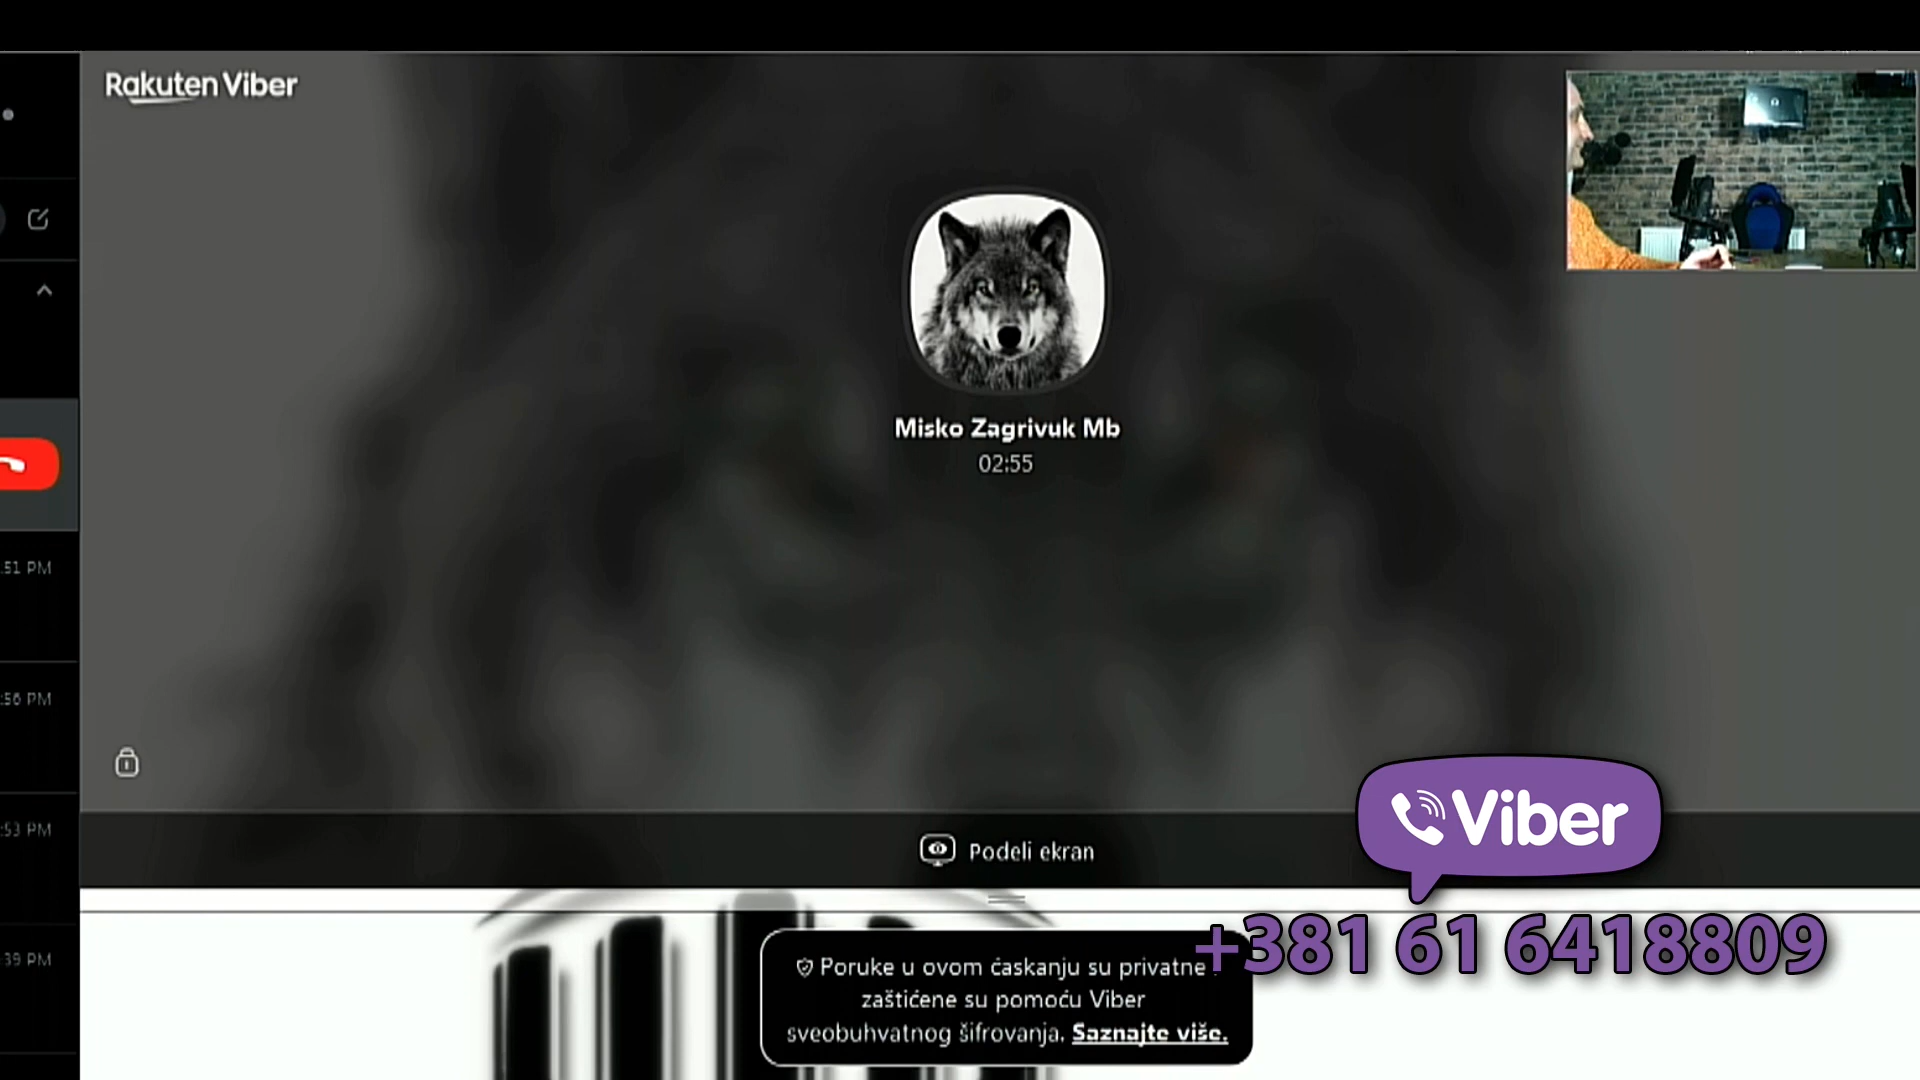 Rakuten Viber
Misko Zagrivuk Mb
02:55
:51 PM
:56 PM
:53 PM
:39 PM
Podeli ekran
Viber
+381 61 6418809
Poruke u ovom ćaskanju su privatne
zaštićene su pomoću Viber
sveobuhvatnog šifrovanja. Saznajte više.